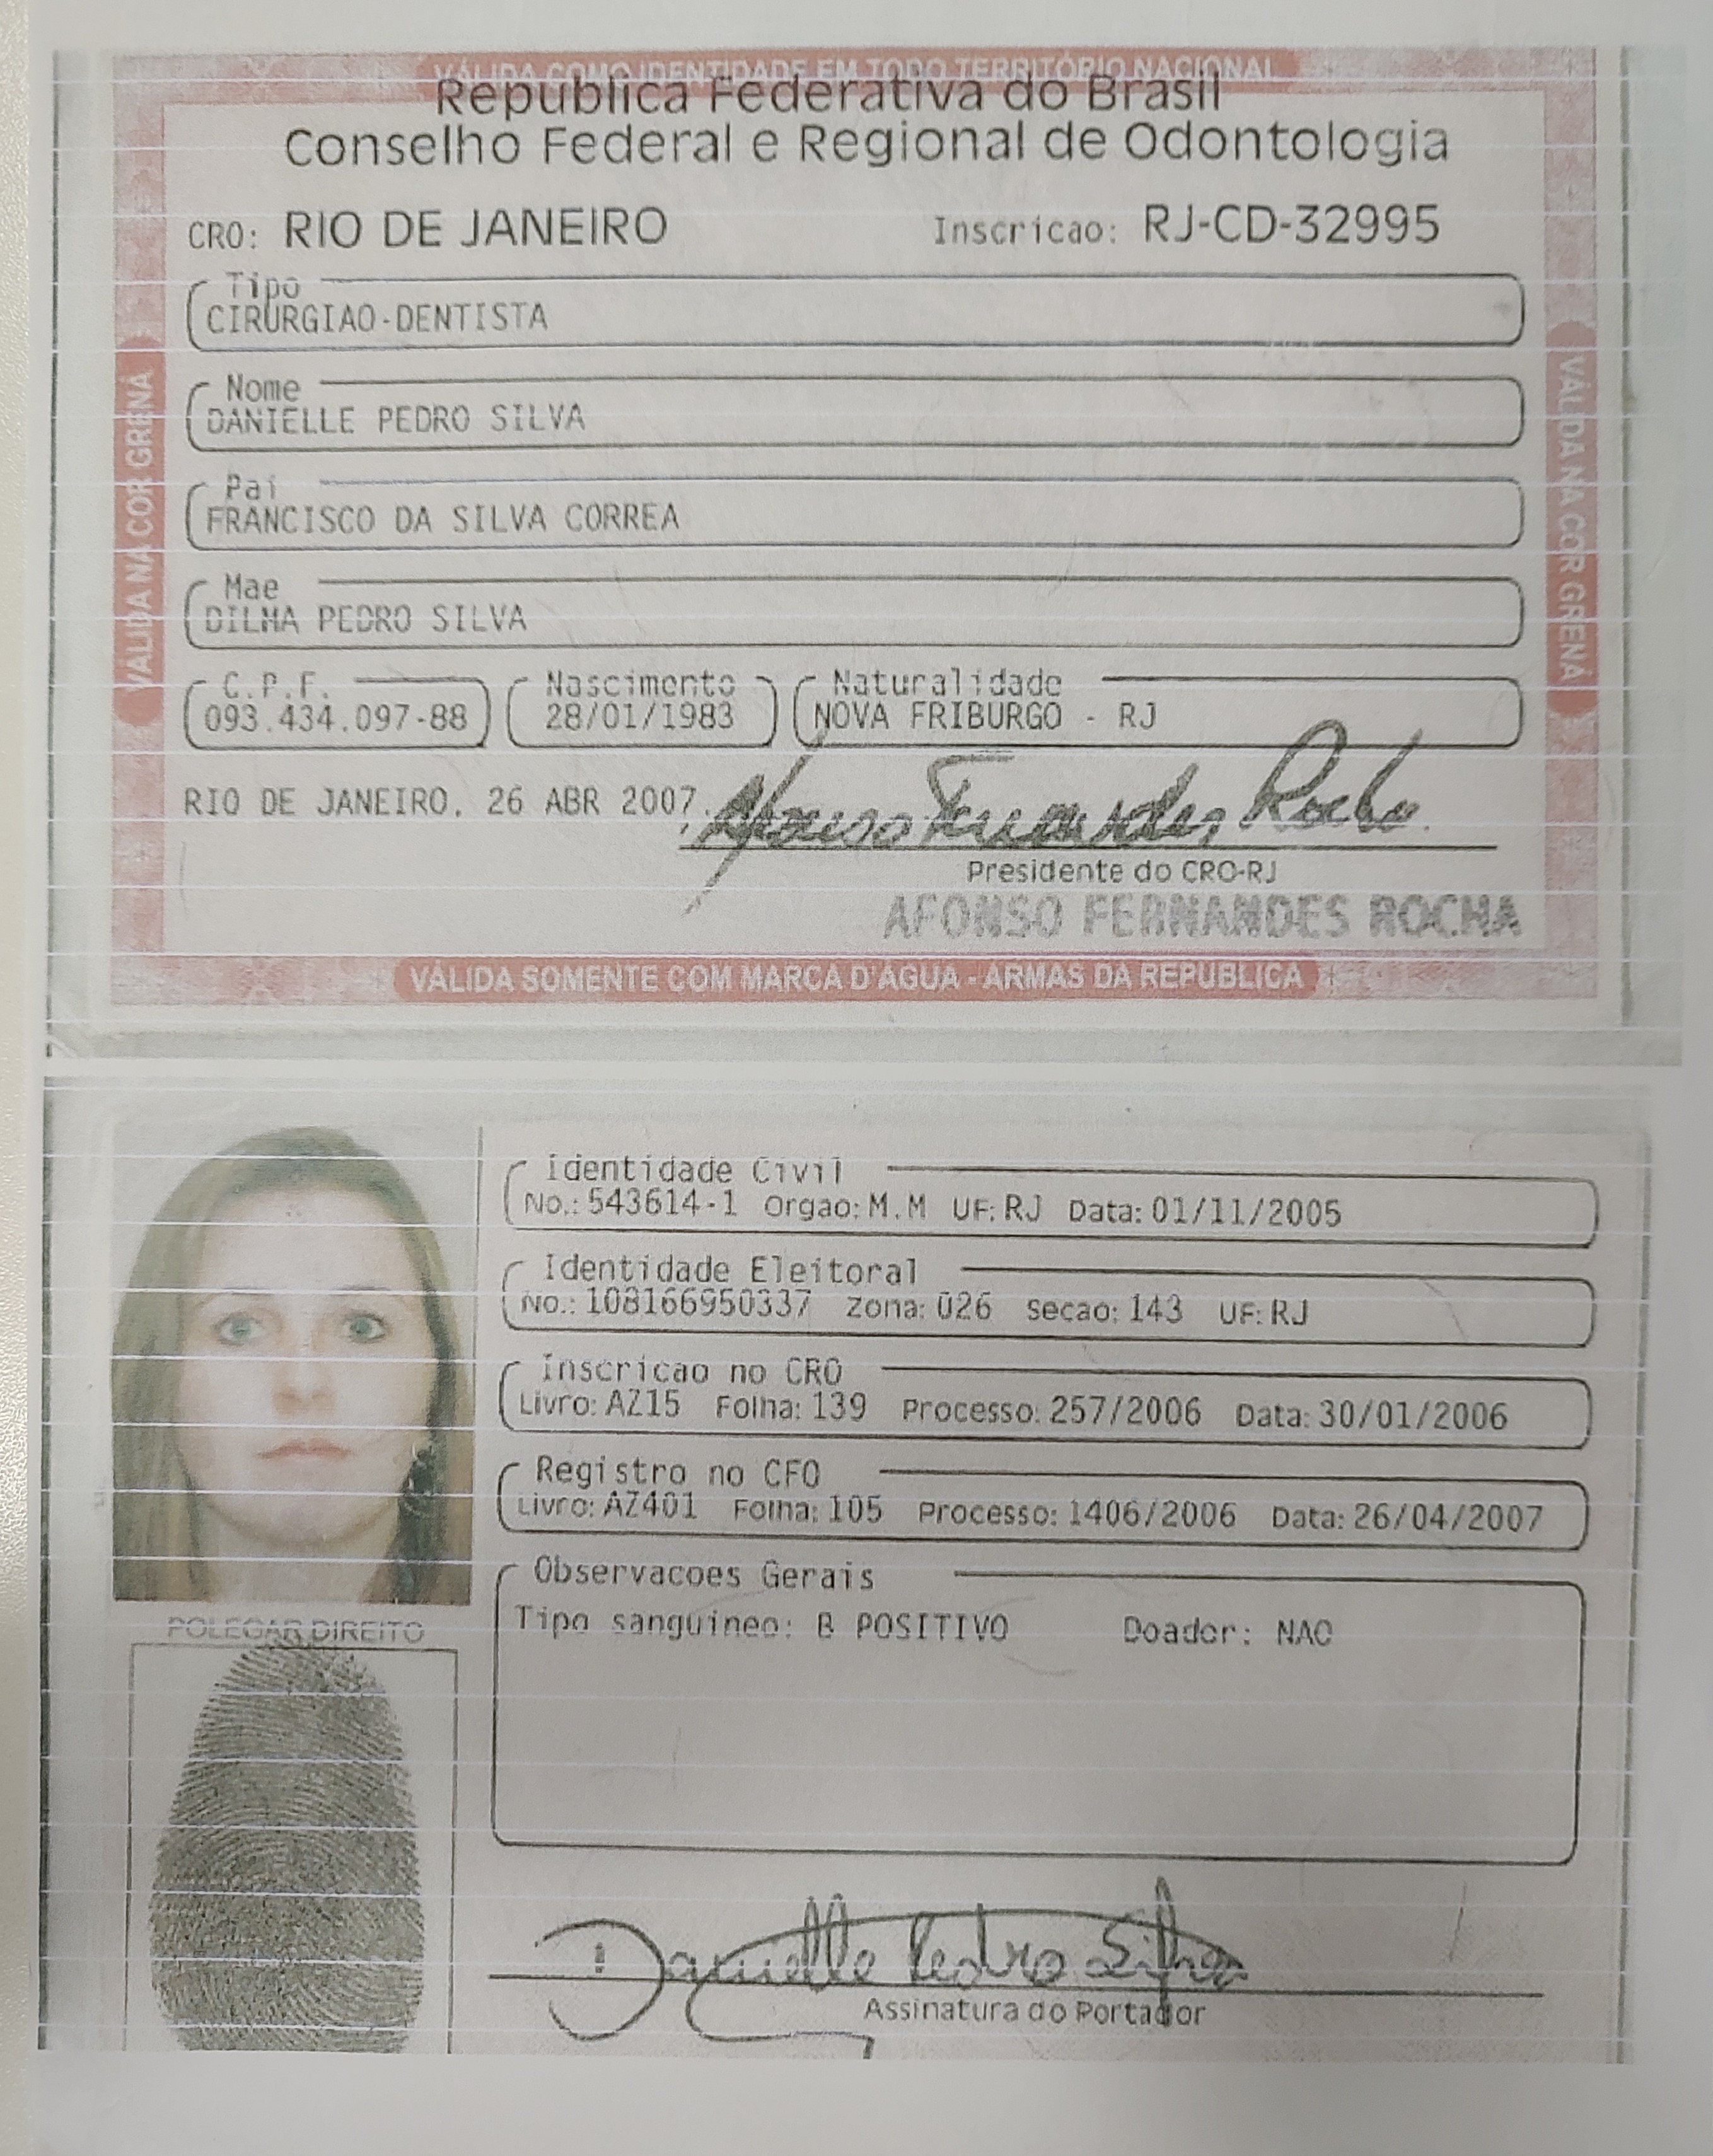 VÁLIDA COMO IDENTIDADE EM TODO TERRITÓRIO NACIONAL
Republica Federativa do Brasil
Conselho Federal e Regional de Odontologia
CRO: RIO DE JANEIRO Inscricao: RJ-CD-32995
Tipo
CIRURGIAO-DENTISTA
Nome
DANIELLE PEDRO SILVA
Pai
FRANCISCO DA SILVA CORREA
Mae
DILMA PEDRO SILVA
C.P.F. Nascimento Naturalidade
093.434.097-88 28/01/1983 NOVA FRIBURGO - RJ
RIO DE JANEIRO, 26 ABR 2007. Afonso Fernandes Rocha
Presidente do CRO-RJ
AFONSO FERNANDES ROCHA
VÁLIDA SOMENTE COM MARCA D'ÁGUA - ARMAS DA REPUBLICA
VÁLIDA NA COR GRENÁ
VÁLIDA NA COR GRENÁ
Identidade Civil
No.: 543614-1 Orgao: M.M UF: RJ Data: 01/11/2005
Identidade Eleitoral
No.: 108166950337 Zona: 026 Secao: 143 UF: RJ
Inscricao no CRO
Livro: AZ15 Folha: 139 Processo: 257/2006 Data: 30/01/2006
Registro no CFO
Livro: AZ401 Folha: 105 Processo: 1406/2006 Data: 26/04/2007
Observacoes Gerais
Tipo sanguineo: B POSITIVO Doador: NAO
POLEGAR DIREITO
Danielle Pedro Silva
Assinatura do Portador